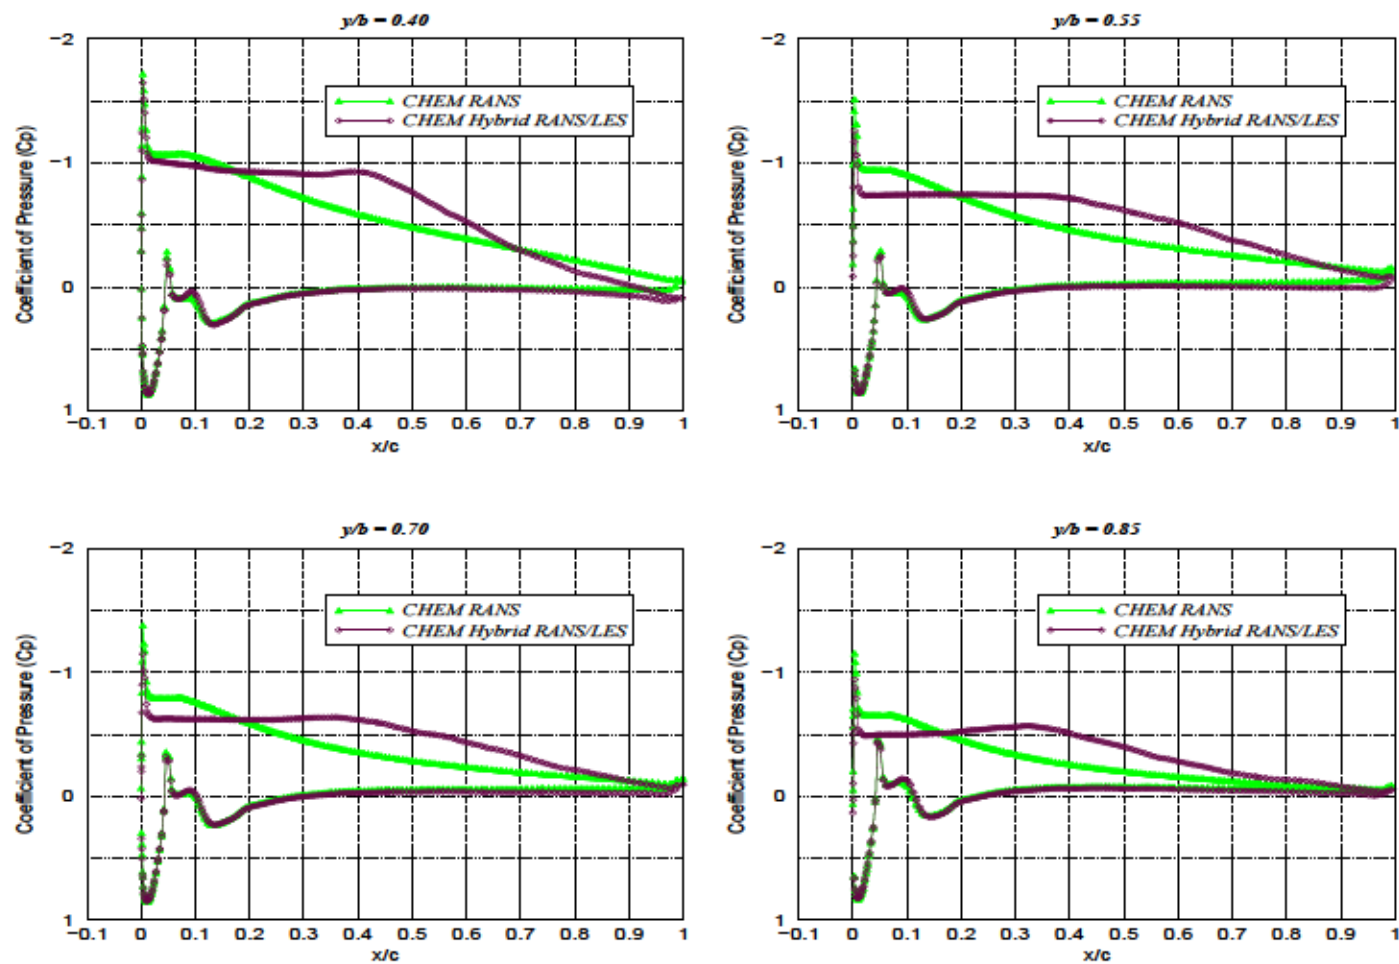 y/b = 0.40
−2
−1
0
1
Coefficient of Pressure (Cp)
CHEM RANS
CHEM Hybrid RANS/LES
−0.1 0 0.1 0.2 0.3 0.4 0.5 0.6 0.7 0.8 0.9 1
x/c
y/b = 0.55
−2
−1
0
1
Coefficient of Pressure (Cp)
CHEM RANS
CHEM Hybrid RANS/LES
−0.1 0 0.1 0.2 0.3 0.4 0.5 0.6 0.7 0.8 0.9 1
x/c
y/b = 0.70
−2
−1
0
1
Coefficient of Pressure (Cp)
CHEM RANS
CHEM Hybrid RANS/LES
−0.1 0 0.1 0.2 0.3 0.4 0.5 0.6 0.7 0.8 0.9 1
x/c
y/b = 0.85
−2
−1
0
1
Coefficient of Pressure (Cp)
CHEM RANS
CHEM Hybrid RANS/LES
−0.1 0 0.1 0.2 0.3 0.4 0.5 0.6 0.7 0.8 0.9 1
x/c